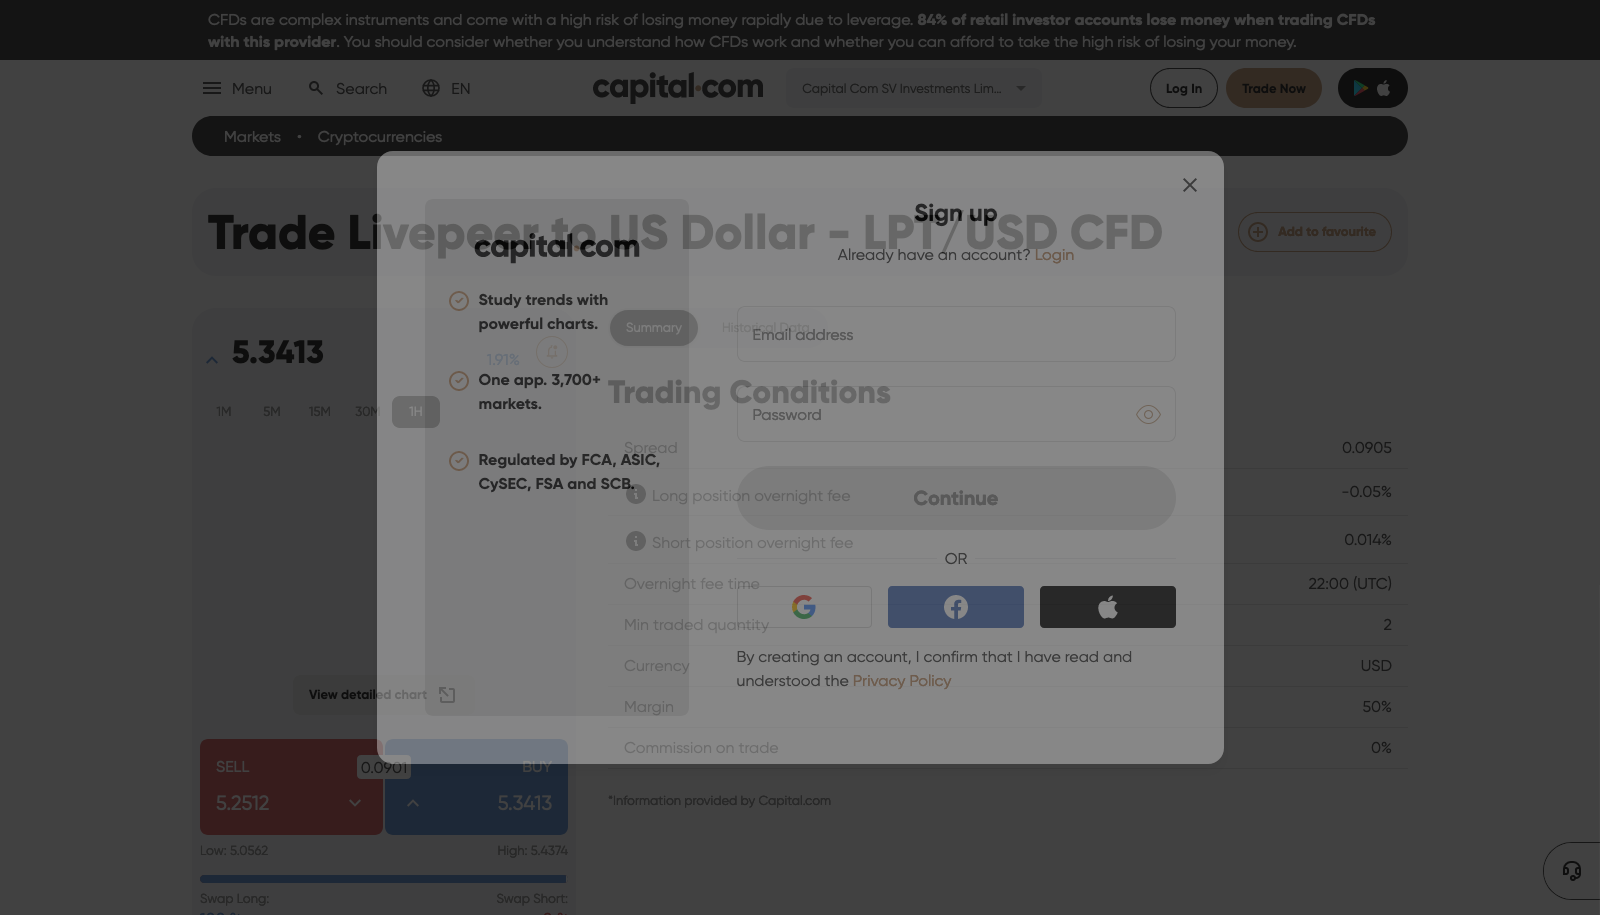 CFDs are complex instruments and come with a high risk of losing money rapidly due to leverage. 84% of retail investor accounts lose money when trading CFDs
with this provider. You should consider whether you understand how CFDs work and whether you can afford to take the high risk of losing your money.
Menu
Search
EN
capital.com
Capital Com SV Investments Lim...
Log In
Trade Now
Markets • Cryptocurrencies
Trade Livepeer to US Dollar - LPT/USD CFD
Add to favourite
5.3413
1.91%
1M 5M 15M 30M 1H
View detailed chart
SELL
5.2512
0.0901
BUY
5.3413
Low: 5.0562
High: 5.4374
Swap Long:
Swap Short:
Summary
Historical Data
Trading Conditions
Spread 0.0905
Long position overnight fee -0.05%
Short position overnight fee 0.014%
Overnight fee time 22:00 (UTC)
Min traded quantity 2
Currency USD
Margin 50%
Commission on trade 0%
*Information provided by Capital.com
capital.com
Study trends with
powerful charts.
One app. 3,700+
markets.
Regulated by FCA, ASIC,
CySEC, FSA and SCB.
Sign up
Already have an account? Login
Email address
Password
Continue
OR
By creating an account, I confirm that I have read and
understood the Privacy Policy